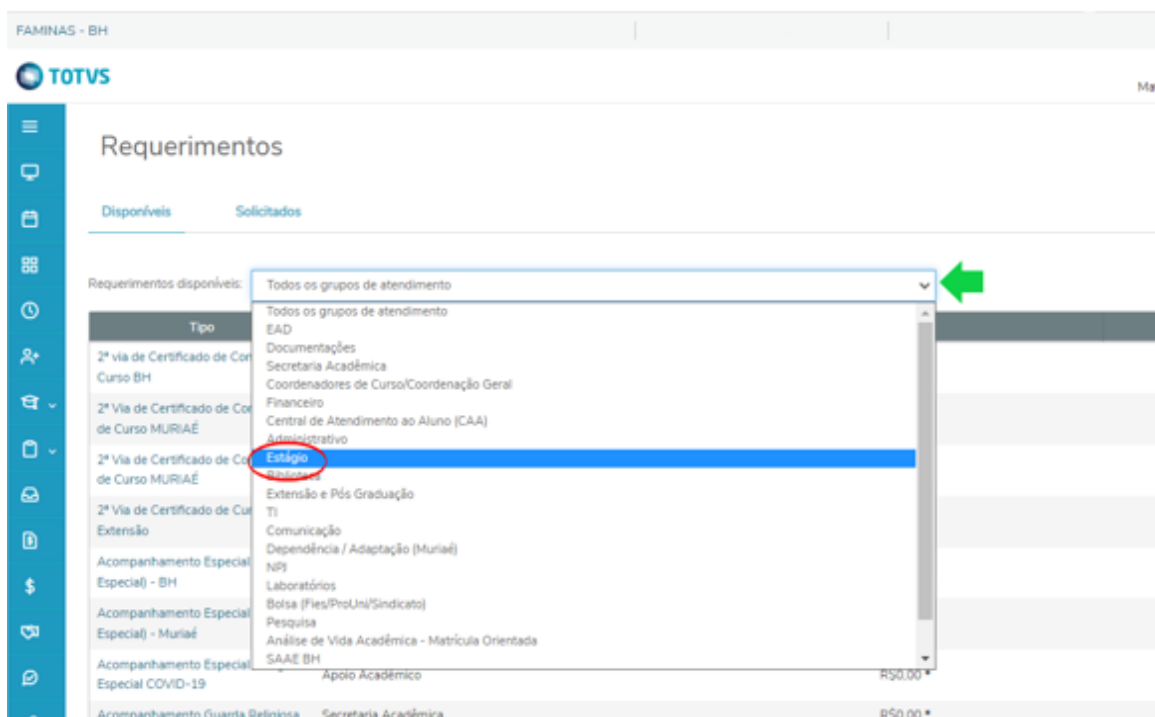 FAMINAS - BH
TOTVS
Requerimentos
Disponíveis Solicitados
Requerimentos disponíveis: Todos os grupos de atendimento
Todos os grupos de atendimento
EAD
Documentações
Secretaria Acadêmica
Coordenadores de Curso/Coordenação Geral
Financeiro
Central de Atendimento ao Aluno (CAA)
Administrativo
Estágio
Biblioteca
Extensão e Pós Graduação
TI
Comunicação
Dependência / Adaptação (Muriaé)
NPJ
Laboratórios
Bolsa (Fies/ProUni/Sindicato)
Pesquisa
Análise de Vida Acadêmica - Matrícula Orientada
SAAE BH
Tipo
2ª via de Certificado de Con
Curso BH
2ª Via de Certificado de Co
de Curso MURIAÉ
2ª Via de Certificado de Co
de Curso MURIAÉ
2ª Via de Certificado de Cur
Extensão
Acompanhamento Especial
Especial) - BH
Acompanhamento Especial
Especial) - Muriaé
Acompanhamento Especial
Especial COVID-19
Apoio Acadêmico R$0,00 *
Acompanhamento Guarda Religiosa Secretaria Acadêmica R$0,00 *